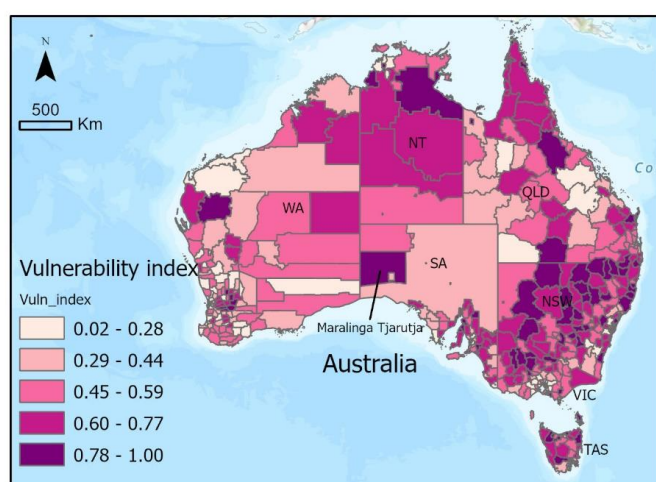 N
500
Km
NT
QLD
WA
SA
NSW
Maralinga Tjarutja
Australia
VIC
TAS
Co
Vulnerability index
Vuln_index
0.02 - 0.28
0.29 - 0.44
0.45 - 0.59
0.60 - 0.77
0.78 - 1.00